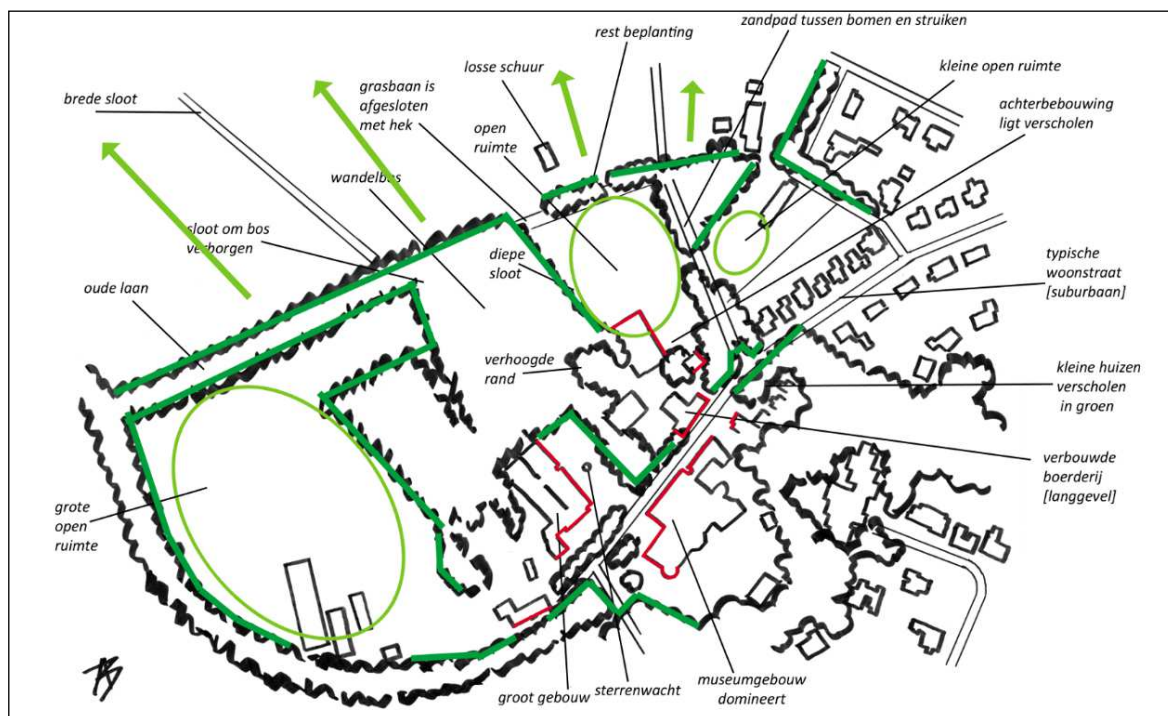 zandpad tussen bomen en struiken
rest beplanting
losse schuur
kleine open ruimte
grasbaan is
afgesloten
met hek
brede sloot
achterbebouwing
ligt verscholen
open
ruimte
wandelbos
sloot om bos
verborgen
diepe
sloot
typische
woonstraat
[suburbaan]
oude laan
verhoogde
rand
kleine huizen
verscholen
in groen
verbouwde
boerderij
[langgevel]
grote
open
ruimte
groot gebouw
sterrenwacht
museumgebouw
domineert